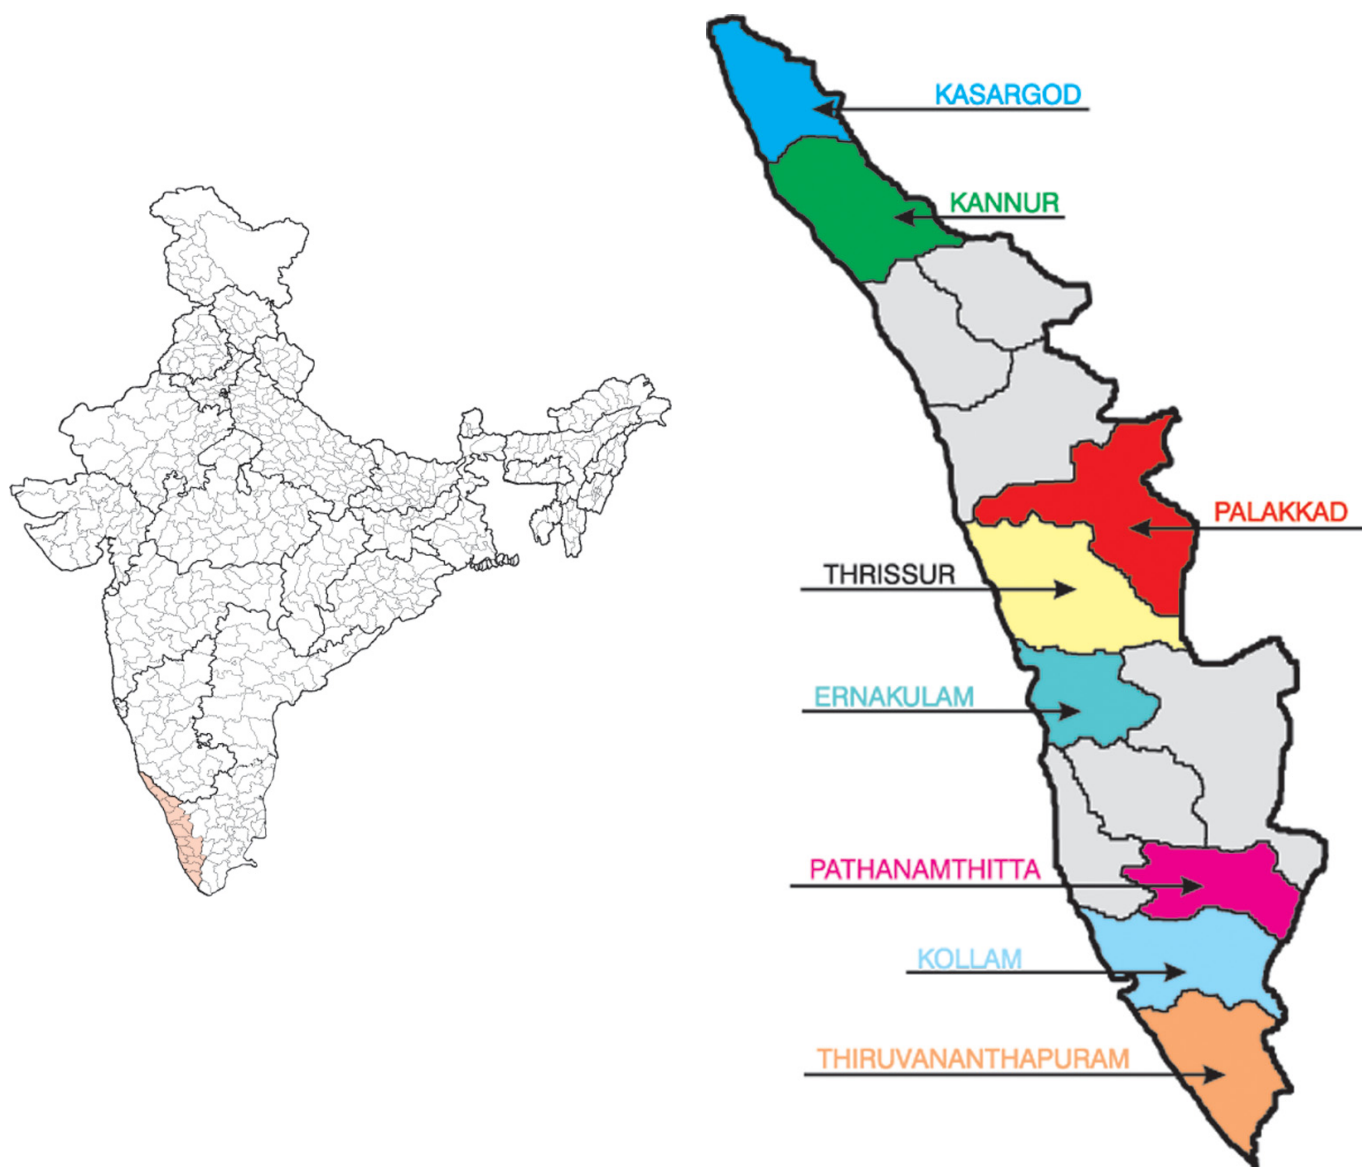 KASARGOD
KANNUR
PALAKKAD
THRISSUR
ERNAKULAM
PATHANAMTHITTA
KOLLAM
THIRUVANANTHAPURAM